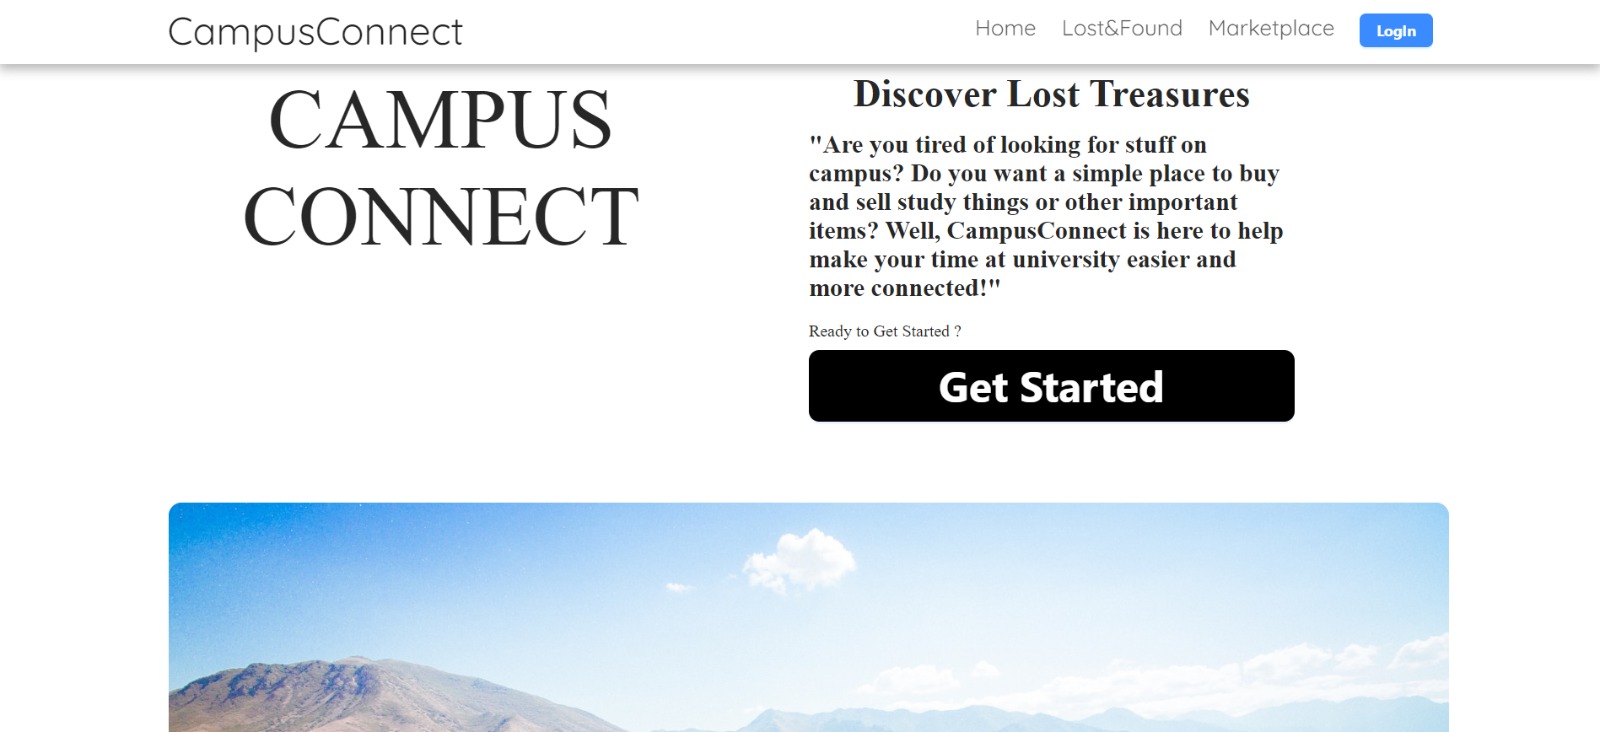 CampusConnect
Home Lost&Found Marketplace LogIn
CAMPUS
CONNECT
Discover Lost Treasures
"Are you tired of looking for stuff on
campus? Do you want a simple place to buy
and sell study things or other important
items? Well, CampusConnect is here to help
make your time at university easier and
more connected!"
Ready to Get Started ?
Get Started